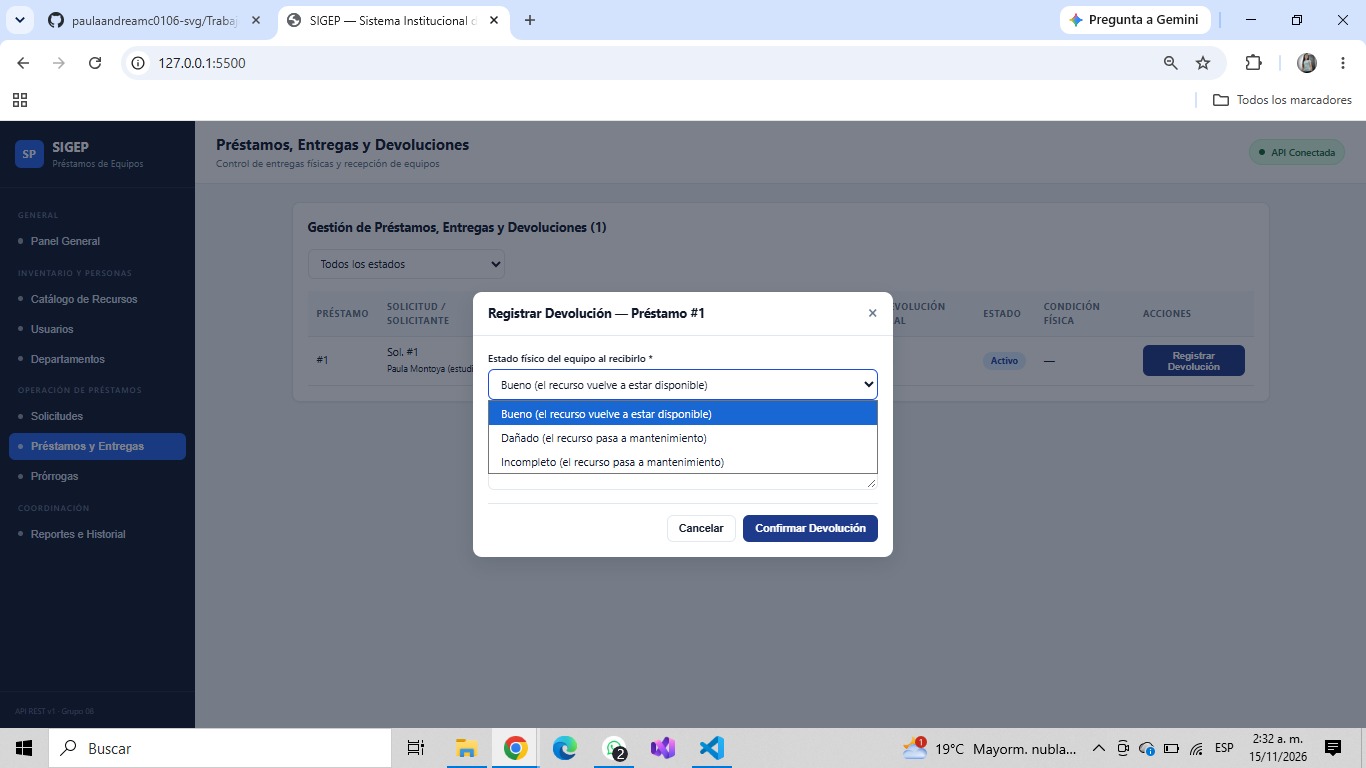 paulaandreamc0106-svg/Trabaj
SIGEP — Sistema Institucional d
Pregunta a Gemini
127.0.0.1:5500
Todos los marcadores
SP
SIGEP
Préstamos de Equipos
GENERAL
Panel General
INVENTARIO Y PERSONAS
Catálogo de Recursos
Usuarios
Departamentos
OPERACIÓN DE PRÉSTAMOS
Solicitudes
Préstamos y Entregas
Prórrogas
COORDINACIÓN
Reportes e Historial
API REST v1 · Grupo 06
Préstamos, Entregas y Devoluciones
Control de entregas físicas y recepción de equipos
API Conectada
Gestión de Préstamos, Entregas y Devoluciones (1)
Todos los estados
PRÉSTAMO
SOLICITUD /
SOLICITANTE
ESTADO
CONDICIÓN
FÍSICA
ACCIONES
#1
Sol. #1
Paula Montoya (estudi
Activo
—
Registrar
Devolución
Registrar Devolución — Préstamo #1
×
Estado físico del equipo al recibirlo *
Bueno (el recurso vuelve a estar disponible)
Bueno (el recurso vuelve a estar disponible)
Dañado (el recurso pasa a mantenimiento)
Incompleto (el recurso pasa a mantenimiento)
Cancelar
Confirmar Devolución
Buscar
2
1
19°C Mayorm. nubla...
ESP
2:32 a. m.
15/11/2026